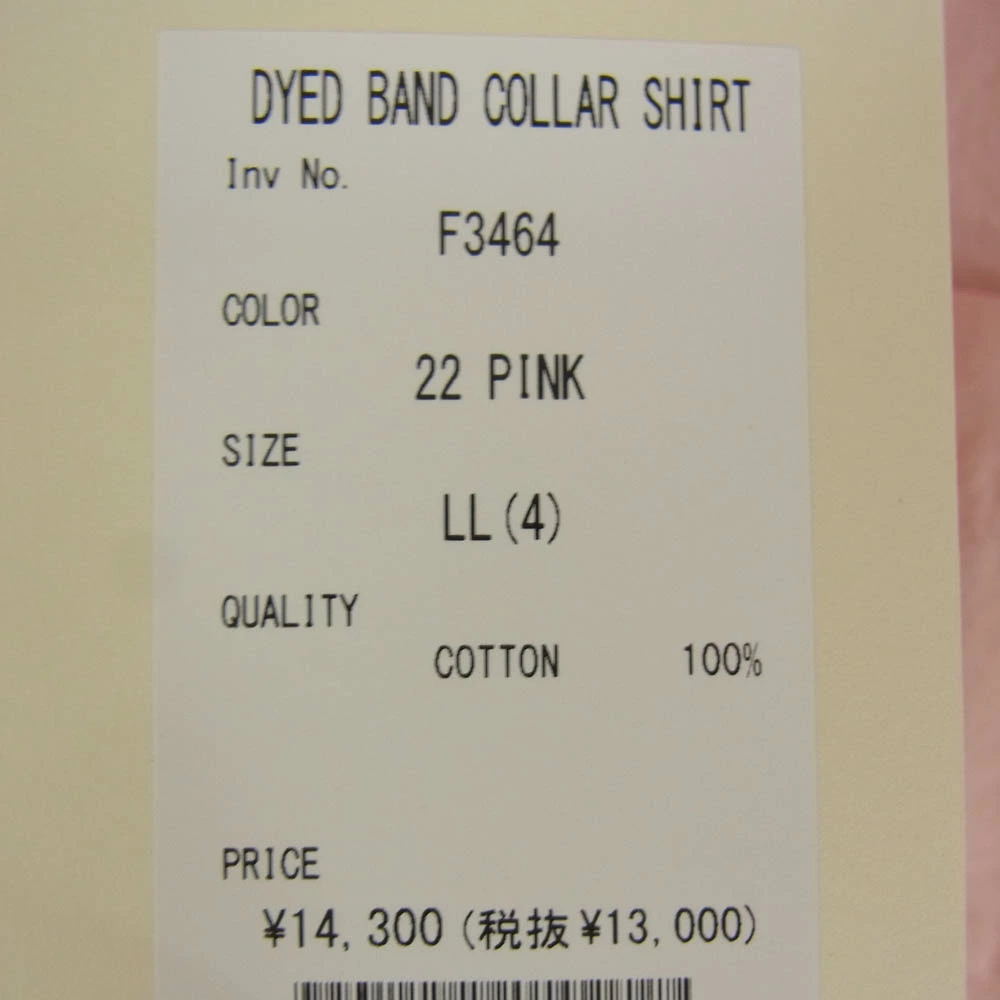 DYED BAND COLLAR SHIRT
Inv No.
F3464
COLOR
22 PINK
SIZE
LL(4)
QUALITY
COTTON 100%
PRICE
¥14,300(税抜¥13,000)